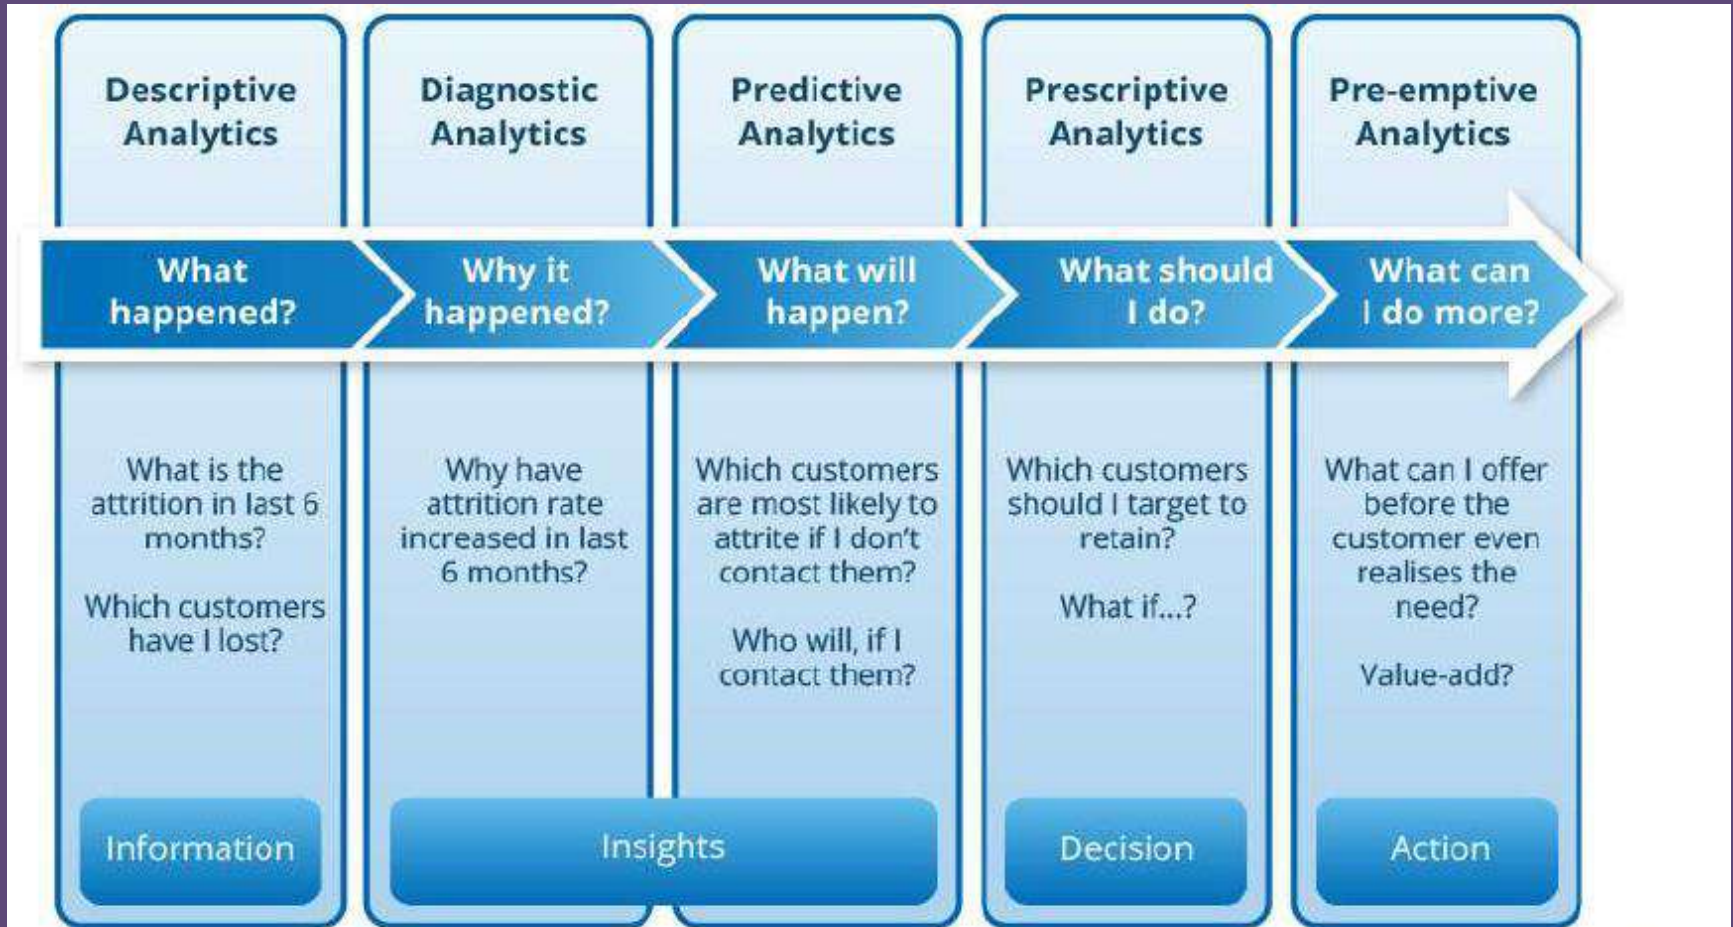 Descriptive
Analytics
Diagnostic
Analytics
Predictive
Analytics
Prescriptive
Analytics
Pre-emptive
Analytics
What
happened?
Why it
happened?
What will
happen?
What should
I do?
What can
I do more?
What is the
attrition in last 6
months?
Which customers
have I lost?
Why have
attrition rate
increased in last
6 months?
Which customers
are most likely to
attrite if I don't
contact them?
Who will, if I
contact them?
Which customers
should I target to
retain?
What if...?
What can I offer
before the
customer even
realises the
need?
Value-add?
Information
Insights
Decision
Action